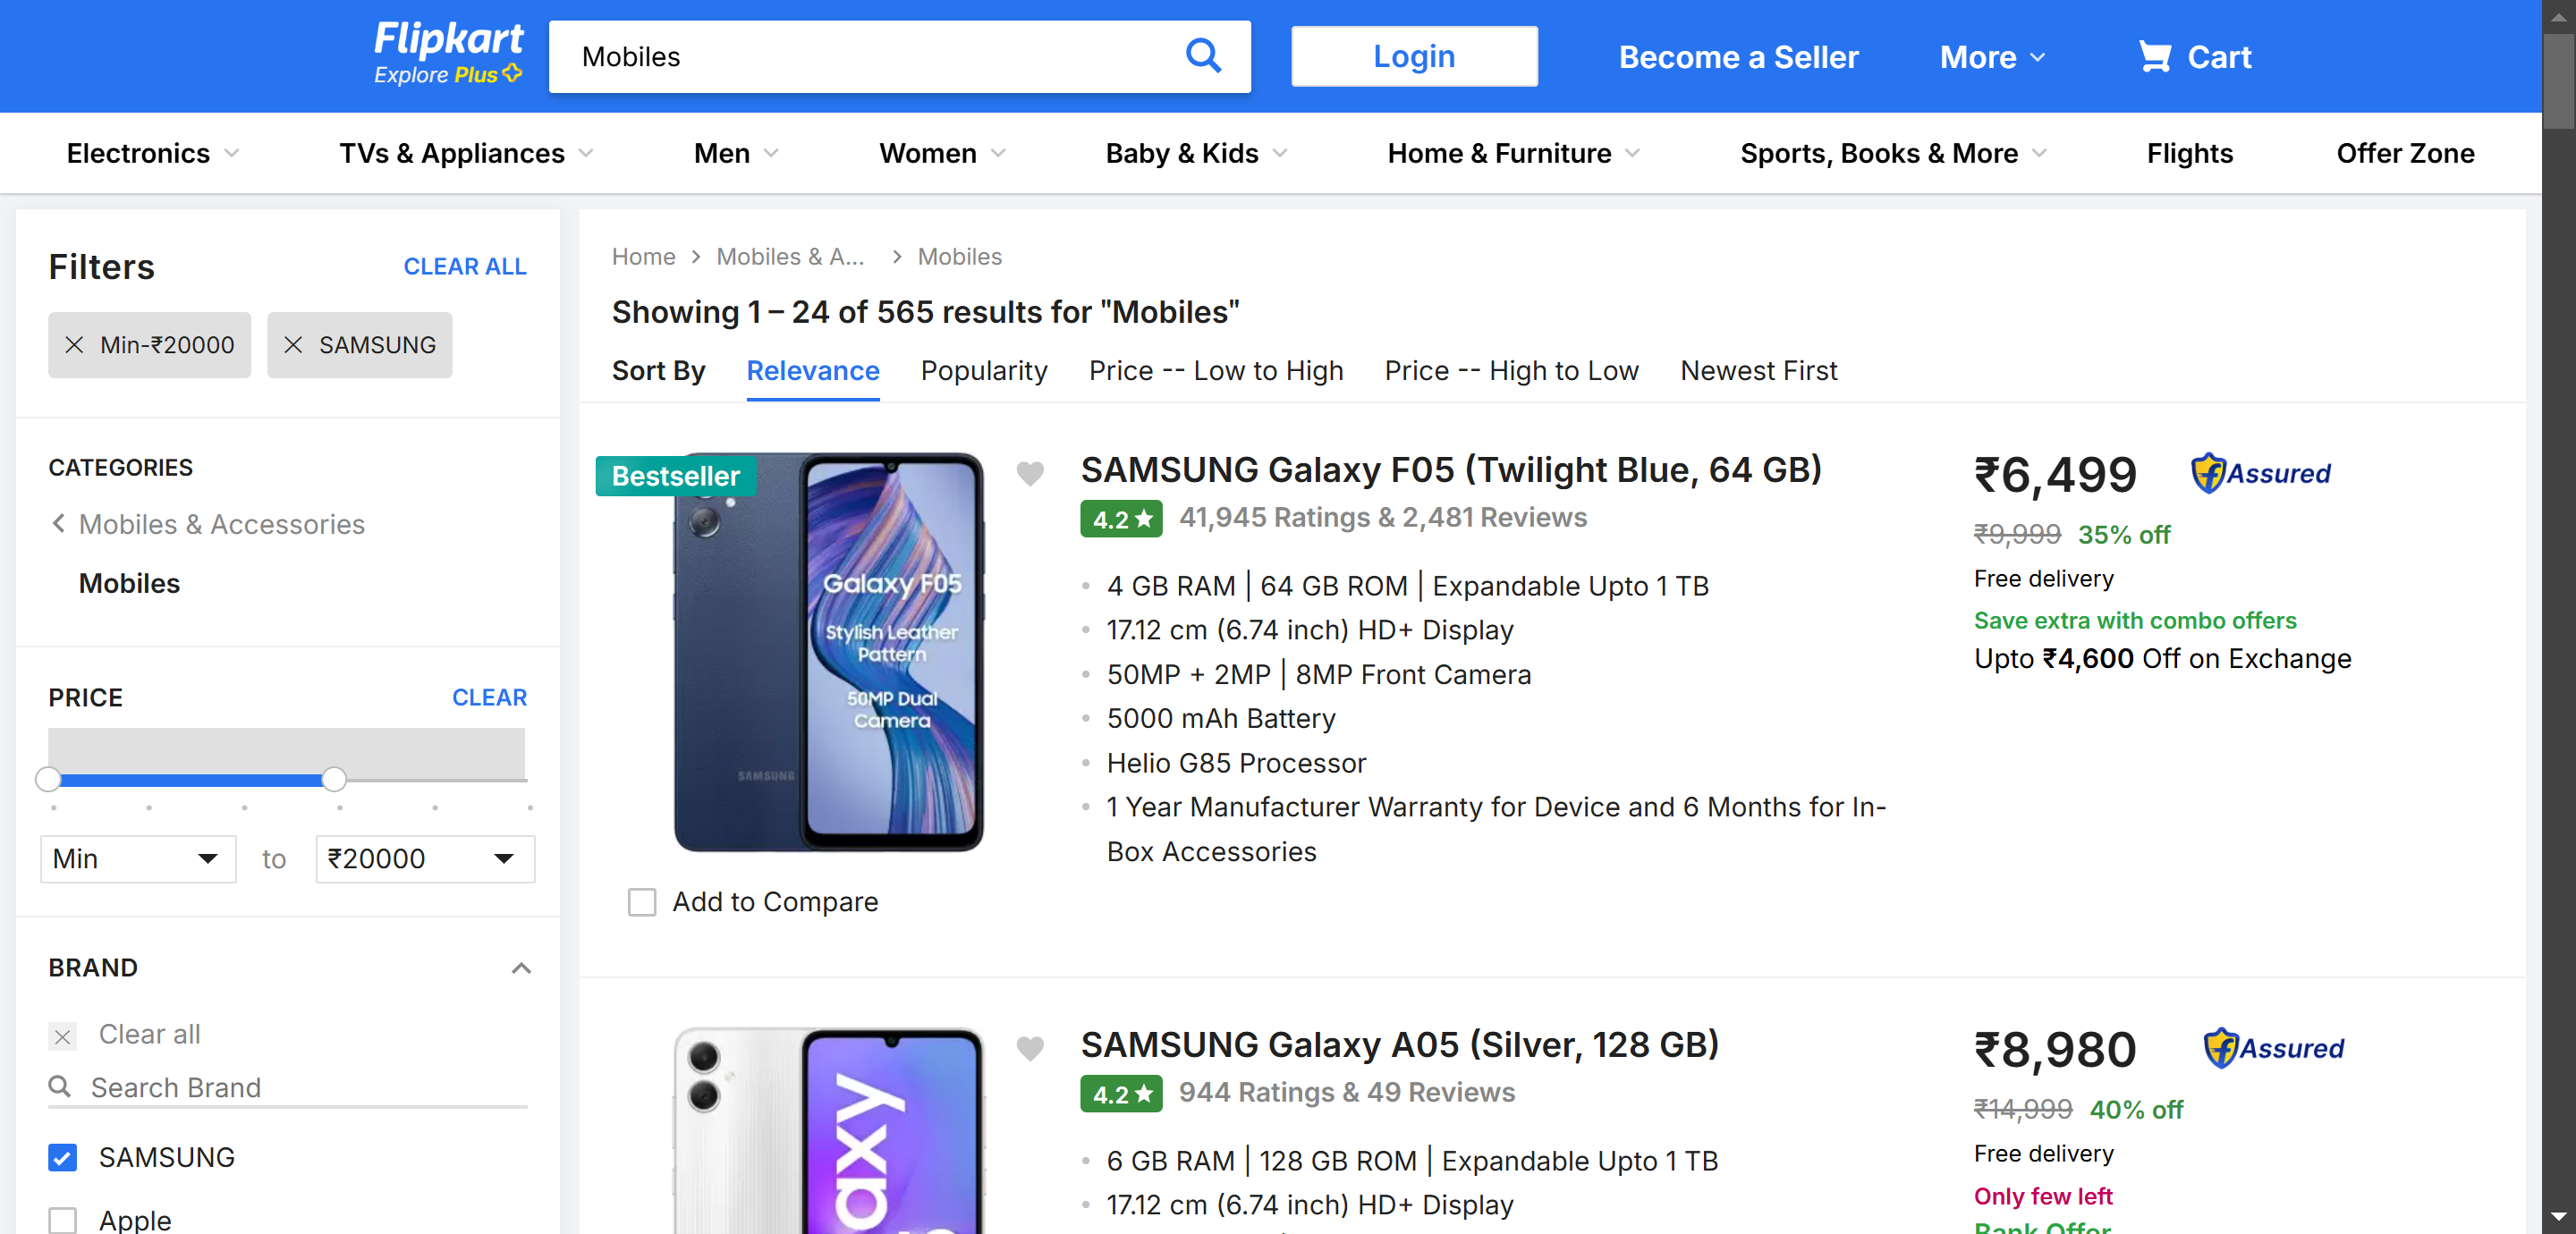 Flipkart
Explore Plus
Mobiles
Login
Become a Seller
More
Cart
Electronics
TVs & Appliances
Men
Women
Baby & Kids
Home & Furniture
Sports, Books & More
Flights
Offer Zone
Filters
CLEAR ALL
Min-₹20000
SAMSUNG
CATEGORIES
Mobiles & Accessories
Mobiles
PRICE
CLEAR
Min
to
₹20000
BRAND
Clear all
Search Brand
SAMSUNG
Apple
Home
Mobiles & A...
Mobiles
Showing 1 – 24 of 565 results for "Mobiles"
Sort By
Relevance
Popularity
Price -- Low to High
Price -- High to Low
Newest First
Bestseller
Galaxy F05
Stylish Leather
Pattern
50MP Dual
Camera
SAMSUNG
Add to Compare
SAMSUNG Galaxy F05 (Twilight Blue, 64 GB)
4.2
41,945 Ratings & 2,481 Reviews
4 GB RAM | 64 GB ROM | Expandable Upto 1 TB
17.12 cm (6.74 inch) HD+ Display
50MP + 2MP | 8MP Front Camera
5000 mAh Battery
Helio G85 Processor
1 Year Manufacturer Warranty for Device and 6 Months for In-
Box Accessories
₹6,499
f Assured
₹9,999 35% off
Free delivery
Save extra with combo offers
Upto ₹4,600 Off on Exchange
axy
SAMSUNG Galaxy A05 (Silver, 128 GB)
4.2
944 Ratings & 49 Reviews
6 GB RAM | 128 GB ROM | Expandable Upto 1 TB
17.12 cm (6.74 inch) HD+ Display
₹8,980
f Assured
₹14,999 40% off
Free delivery
Only few left
Bank Offer